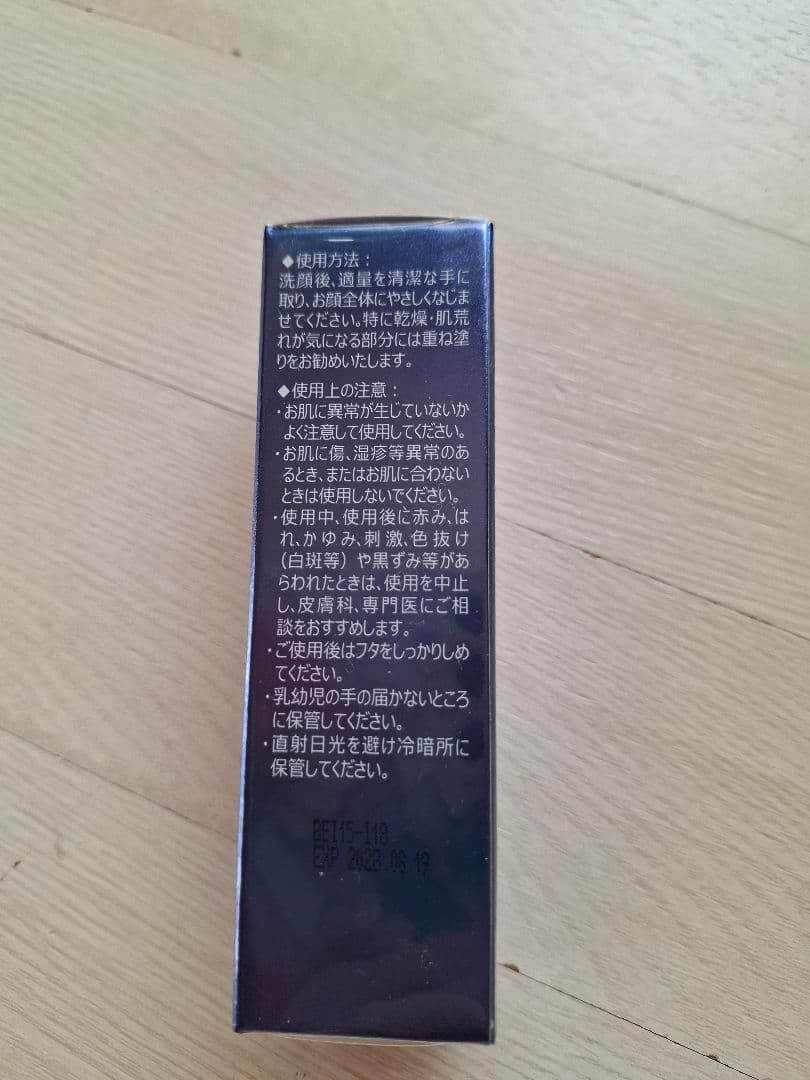 ◆使用方法：
洗顔後、適量を清潔な手に
取り、お顔全体にやさしくなじま
せてください。特に乾燥・肌荒
れが気になる部分には重ね塗
りをお勧めいたします。
◆使用上の注意：
・お肌に異常が生じていないか
よく注意して使用してください。
・お肌に傷、湿疹等異常のあ
るとき、またはお肌に合わない
ときは使用しないでください。
・使用中、使用後に赤み、は
れ、かゆみ、刺激、色抜け
（白斑等）や黒ずみ等があ
らわれたときは、使用を中止
し、皮膚科、専門医にご相
談をおすすめします。
・ご使用後はフタをしっかりしめ
てください。
・乳幼児の手の届かないところ
に保管してください。
・直射日光を避け冷暗所に
保管してください。
BEI15-I18
EXP 2028.08.19